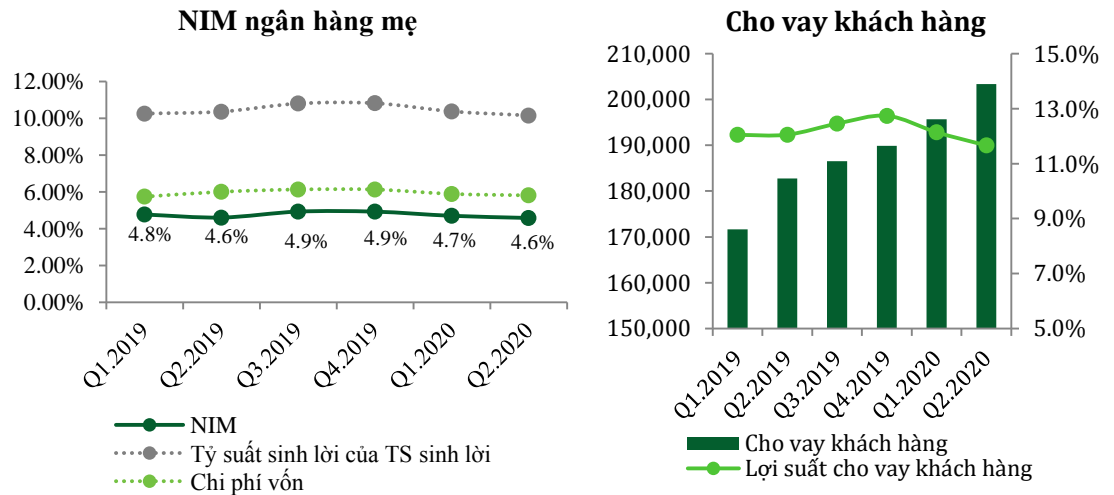 NIM ngân hàng mẹ
12.00%
10.00%
8.00%
6.00%
4.00%
2.00%
0.00%
4.8%
4.6%
4.9%
4.9%
4.7%
4.6%
Q1.2019
Q2.2019
Q3.2019
Q4.2019
Q1.2020
Q2.2020
NIM
Tỷ suất sinh lời của TS sinh lời
Chi phí vốn
Cho vay khách hàng
210,000
200,000
190,000
180,000
170,000
160,000
150,000
15.0%
13.0%
11.0%
9.0%
7.0%
5.0%
Q1.2019
Q2.2019
Q3.2019
Q4.2019
Q1.2020
Q2.2020
Cho vay khách hàng
Lợi suất cho vay khách hàng